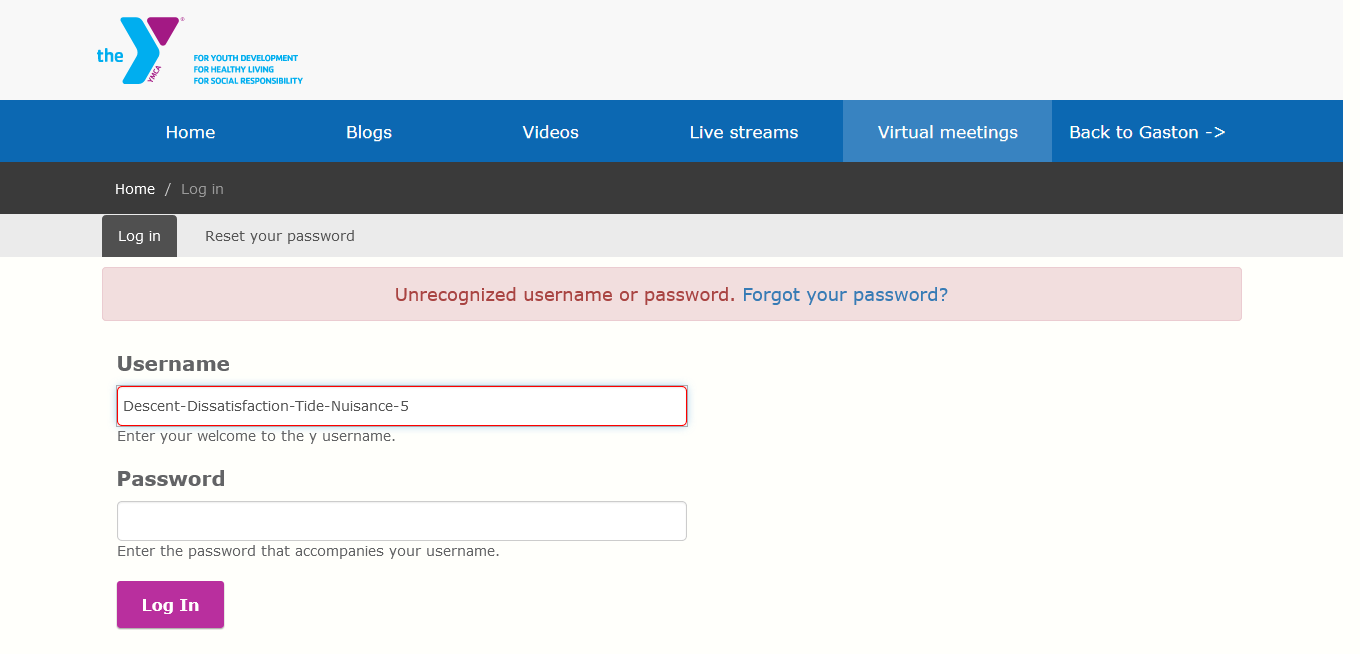 the
YMCA
®
FOR YOUTH DEVELOPMENT
FOR HEALTHY LIVING
FOR SOCIAL RESPONSIBILITY
Home Blogs Videos Live streams Virtual meetings Back to Gaston ->
Home / Log in
Log in Reset your password
Unrecognized username or password. Forgot your password?
Username
Descent-Dissatisfaction-Tide-Nuisance-5
Enter your welcome to the y username.
Password
Enter the password that accompanies your username.
Log In